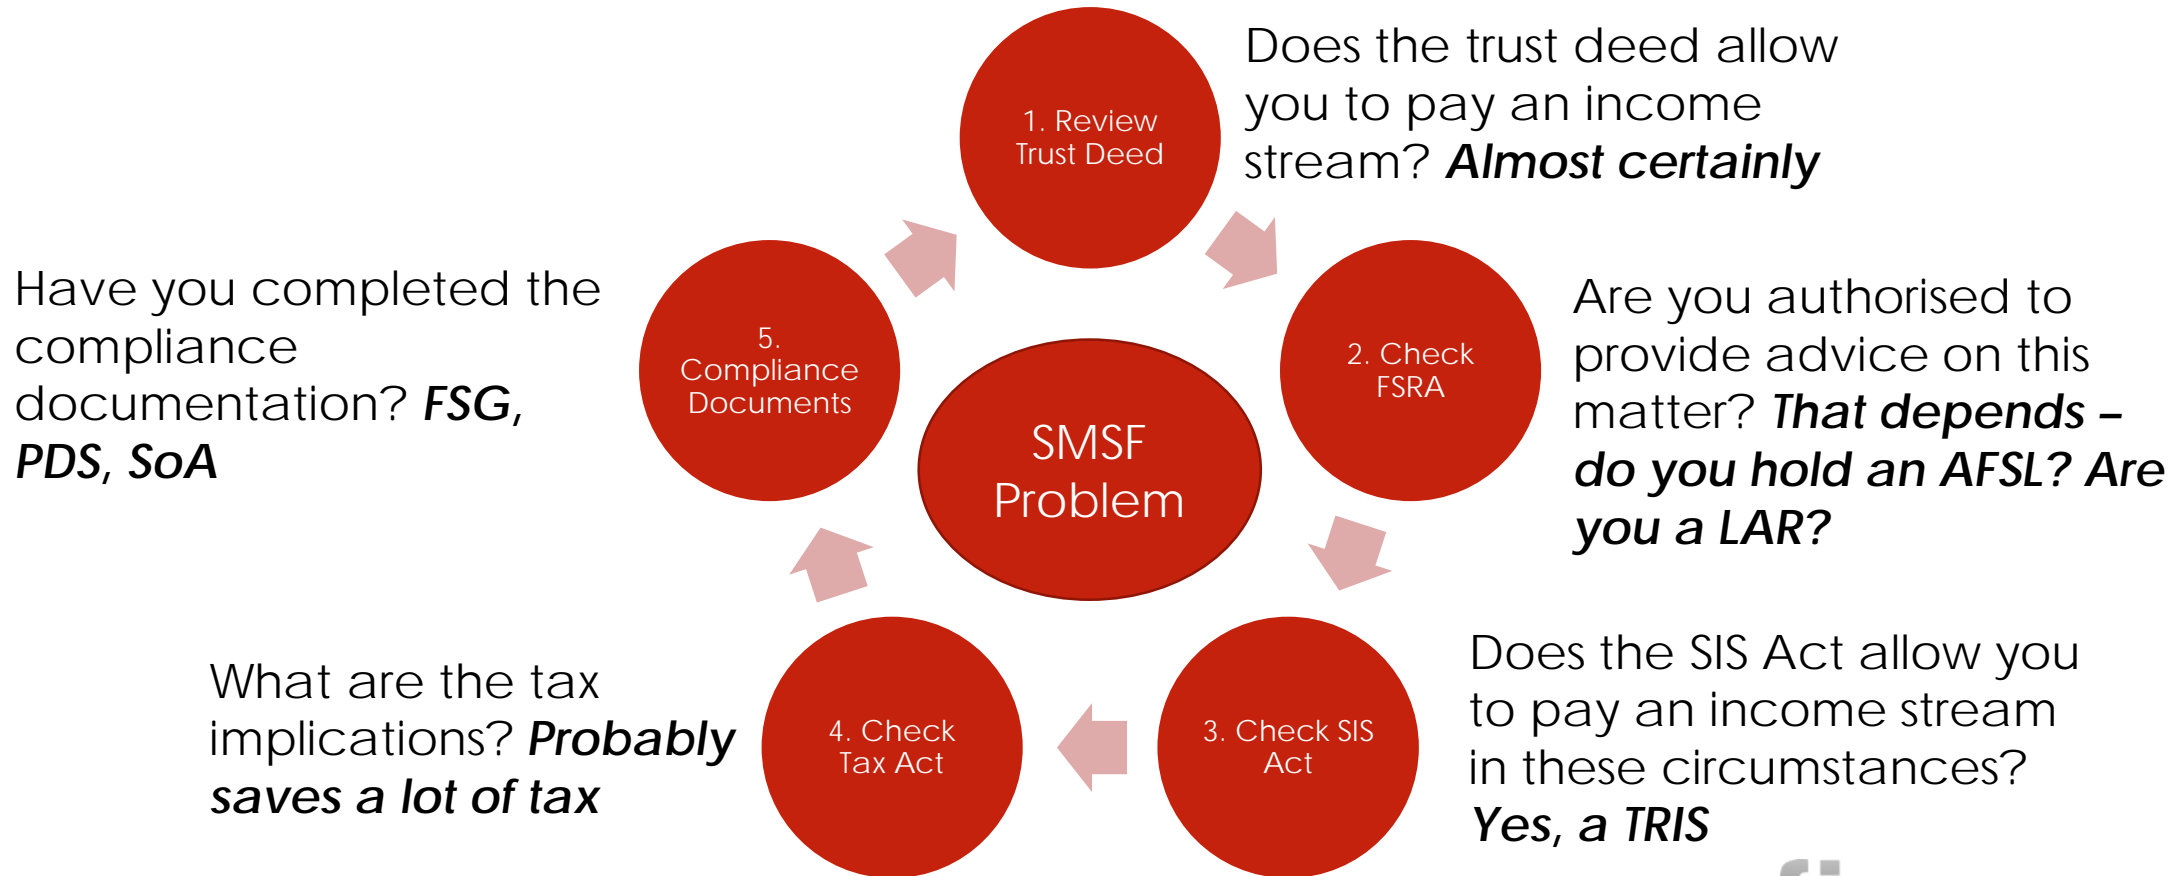 1. Review
Trust Deed
Does the trust deed allow
you to pay an income
stream? Almost certainly
2. Check
FSRA
Are you authorised to
provide advice on this
matter? That depends –
do you hold an AFSL? Are
you a LAR?
3. Check SIS
Act
Does the SIS Act allow you
to pay an income stream
in these circumstances?
Yes, a TRIS
4. Check
Tax Act
What are the tax
implications? Probably
saves a lot of tax
5.
Compliance
Documents
Have you completed the
compliance
documentation? FSG,
PDS, SoA
SMSF
Problem